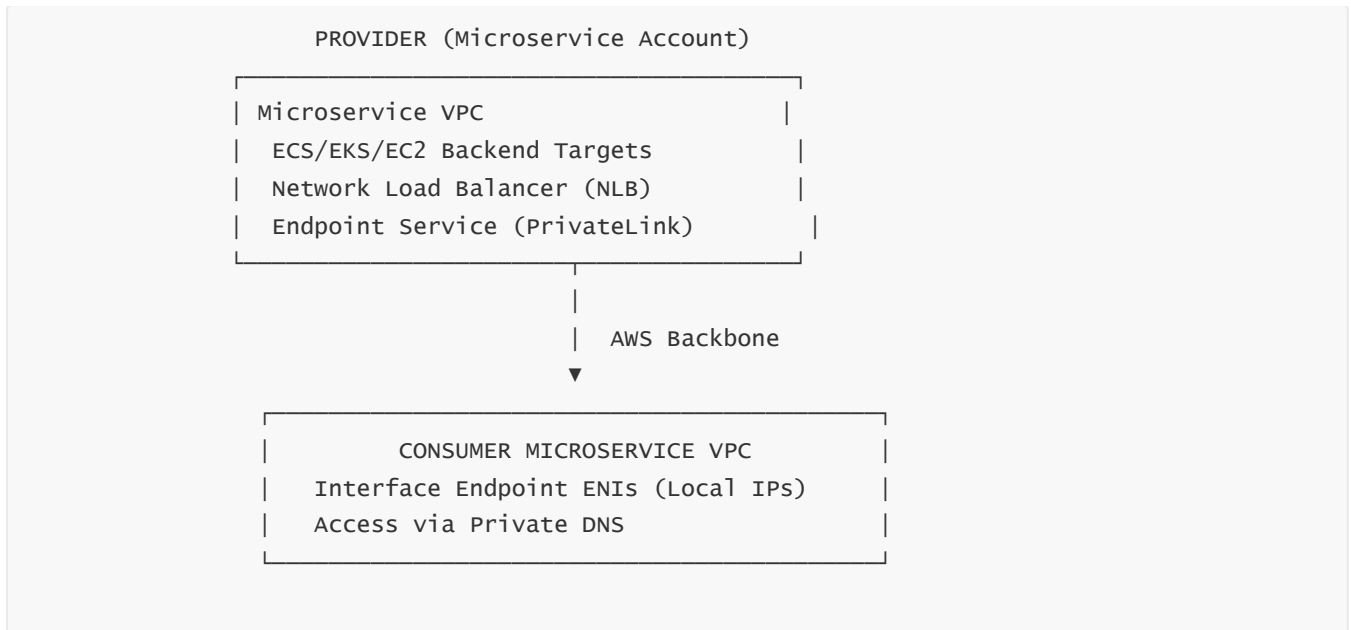 PROVIDER (Microservice Account)
Microservice VPC
ECS/EKS/EC2 Backend Targets
Network Load Balancer (NLB)
Endpoint Service (PrivateLink)
AWS Backbone
CONSUMER MICROSERVICE VPC
Interface Endpoint ENIs (Local IPs)
Access via Private DNS